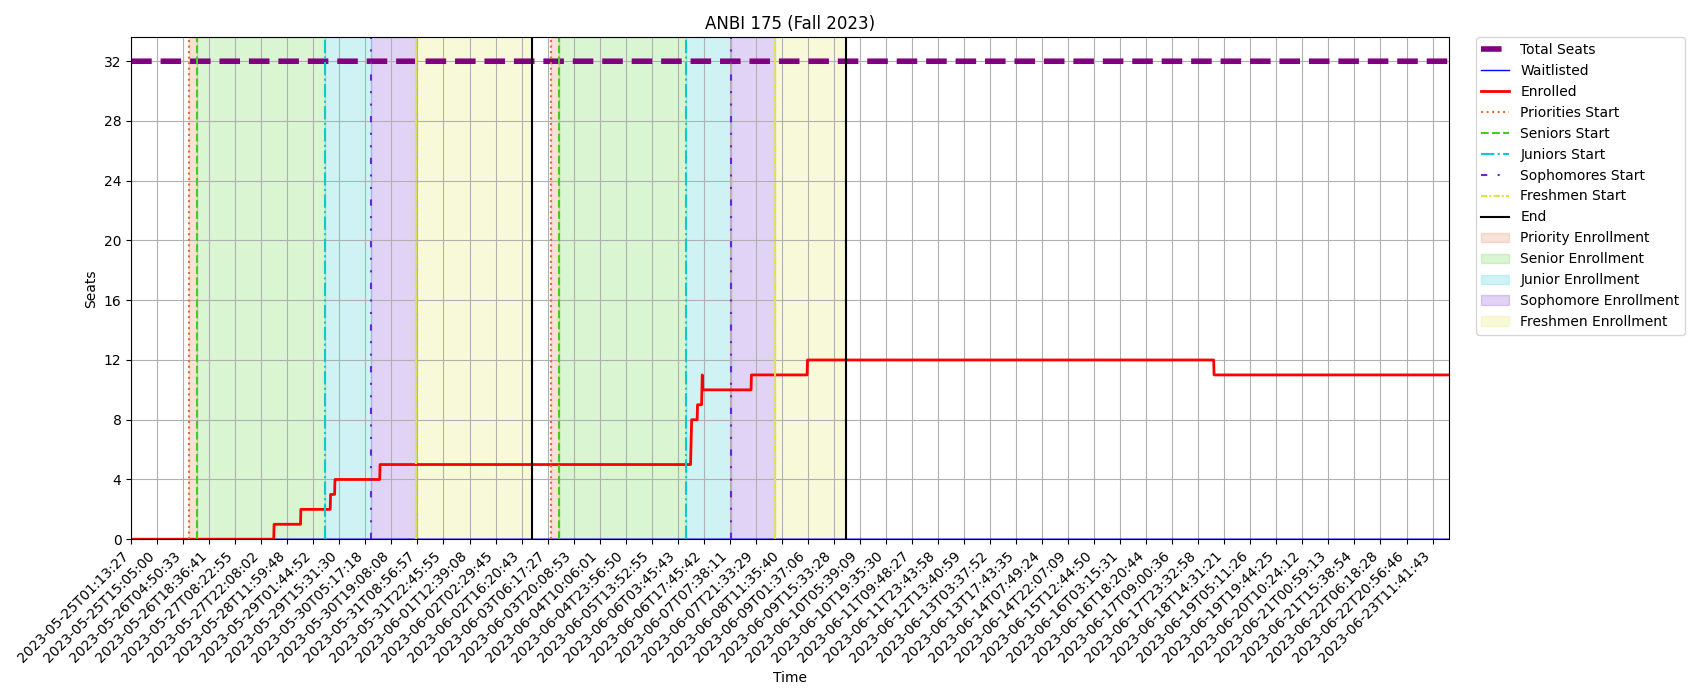 ANBI 175 (Fall 2023)
Total Seats
Waitlisted
Enrolled
Priorities Start
Seniors Start
Juniors Start
Sophomores Start
Freshmen Start
End
Priority Enrollment
Senior Enrollment
Junior Enrollment
Sophomore Enrollment
Freshmen Enrollment
Seats
32
28
24
20
16
12
8
4
0
2023-05-25T01:13:27
2023-05-25T15:05:00
2023-05-26T04:50:33
2023-05-26T18:36:41
2023-05-27T08:22:55
2023-05-27T22:08:02
2023-05-28T11:59:48
2023-05-29T01:44:52
2023-05-29T15:31:30
2023-05-30T05:17:18
2023-05-30T19:08:08
2023-05-31T08:56:57
2023-05-31T22:45:55
2023-06-01T12:39:08
2023-06-02T02:29:45
2023-06-02T16:20:43
2023-06-03T06:17:27
2023-06-03T20:08:53
2023-06-04T10:06:01
2023-06-04T23:56:50
2023-06-05T13:52:55
2023-06-06T03:45:43
2023-06-06T17:45:42
2023-06-07T07:38:11
2023-06-07T21:33:29
2023-06-08T11:35:40
2023-06-09T01:37:06
2023-06-09T15:33:28
2023-06-10T05:39:09
2023-06-10T19:35:30
2023-06-11T09:48:27
2023-06-11T23:43:58
2023-06-12T13:40:59
2023-06-13T03:37:52
2023-06-13T17:43:35
2023-06-14T07:49:24
2023-06-14T22:07:09
2023-06-15T12:44:50
2023-06-16T03:15:31
2023-06-16T18:20:44
2023-06-17T09:00:36
2023-06-17T23:32:58
2023-06-18T14:31:21
2023-06-19T05:11:26
2023-06-19T19:44:25
2023-06-20T10:24:12
2023-06-21T00:59:13
2023-06-21T15:38:54
2023-06-22T06:18:28
2023-06-22T20:56:46
2023-06-23T11:41:43
Time